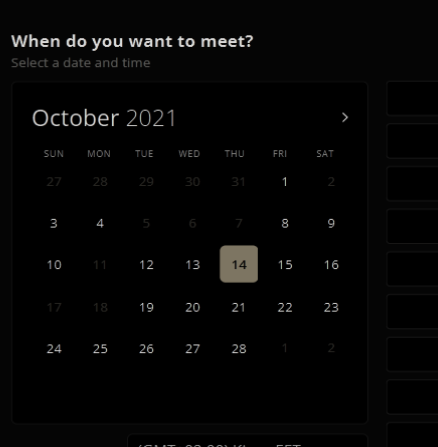 When do you want to meet?
Select a date and time
October 2021
SUN MON TUE WED THU FRI SAT
27 28 29 30 31 1 2
3 4 5 6 7 8 9
10 11 12 13 14 15 16
17 18 19 20 21 22 23
24 25 26 27 28 1 2